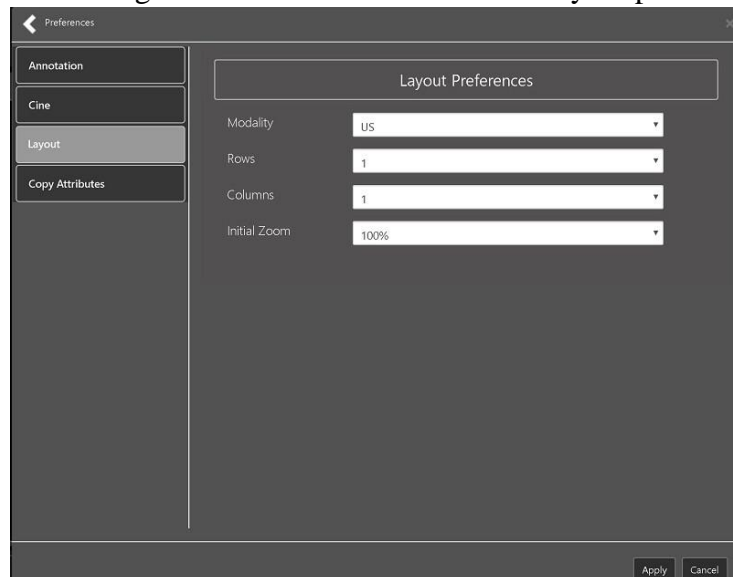 Preferences
Annotation
Cine
Layout
Copy Attributes
Layout Preferences
Modality US
Rows 1
Columns 1
Initial Zoom 100%
Apply Cancel